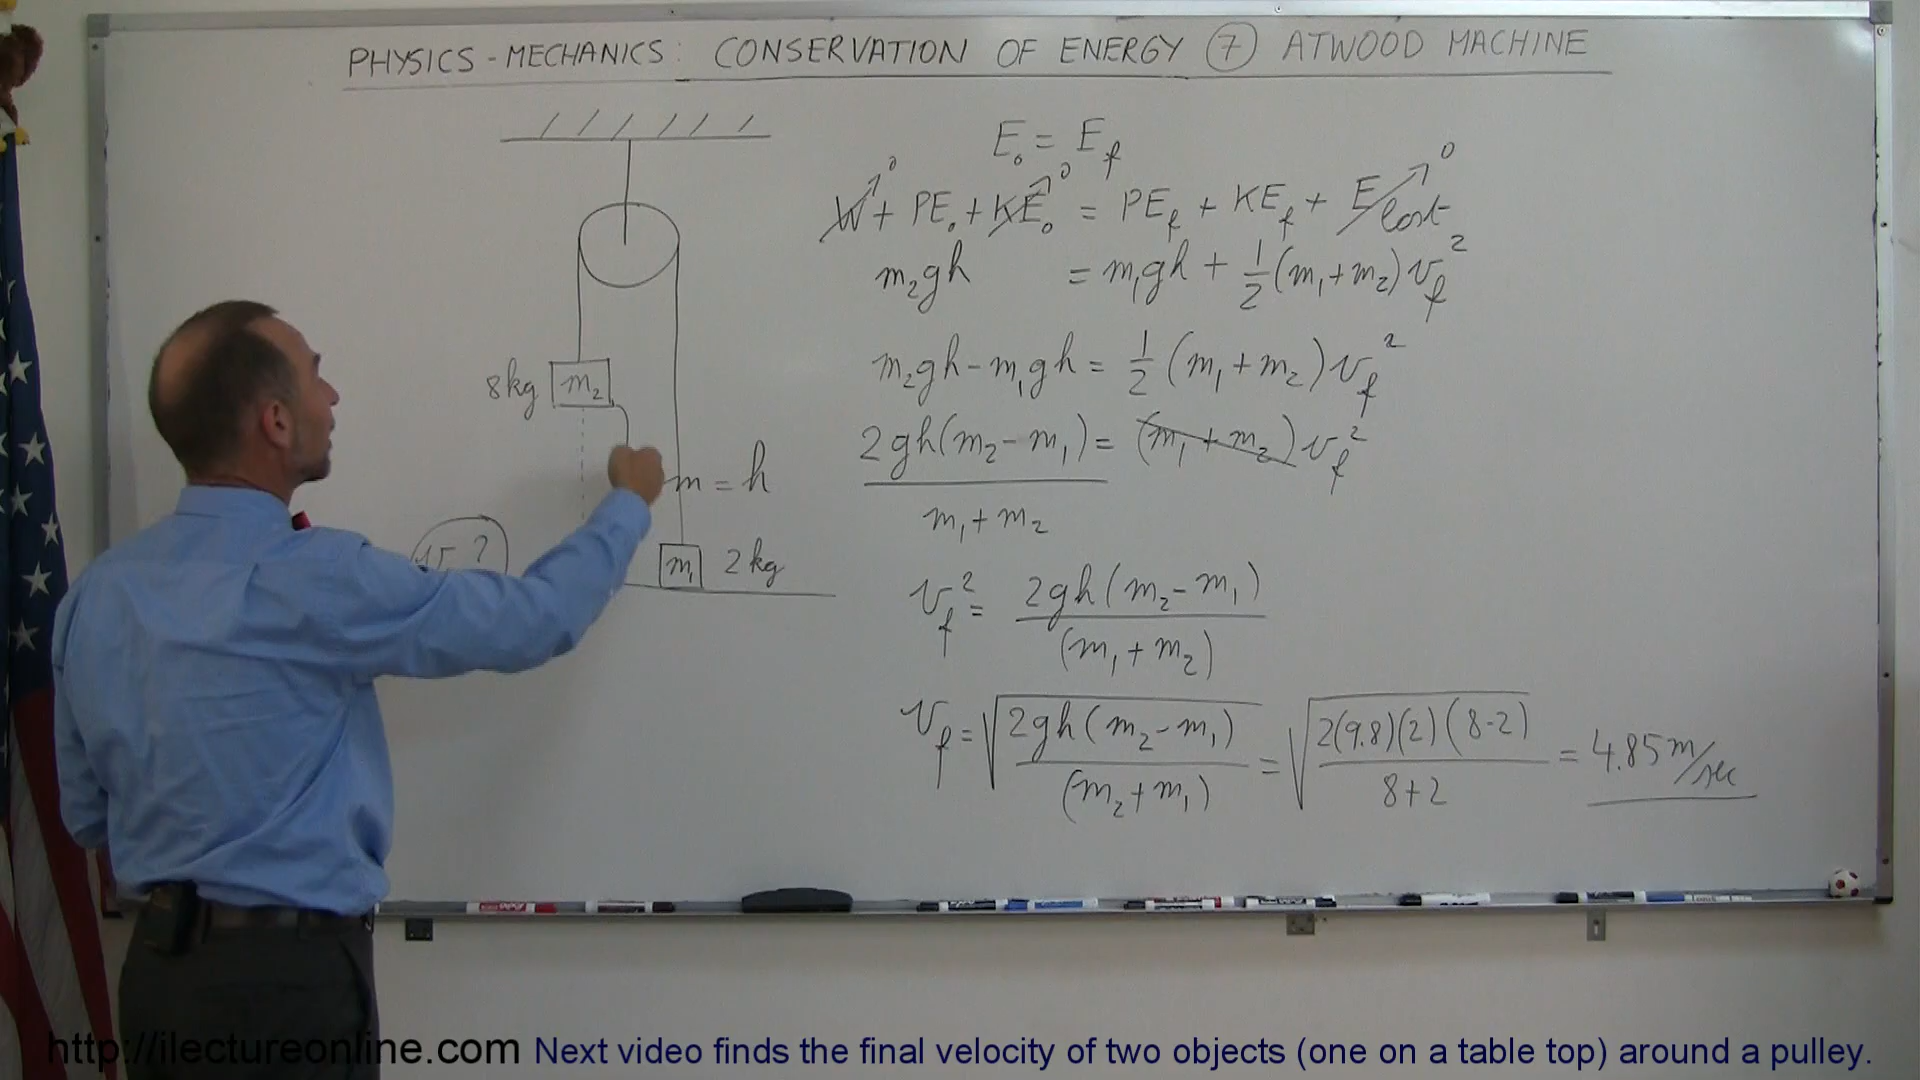 PHYSICS - MECHANICS: CONSERVATION OF ENERGY ⑦ ATWOOD MACHINE
E₀ = E_f
W↗⁰ + PE₀ + KE₀↗⁰ = PE_f + KE_f + E lost↗⁰
m₂gh = m₁gh + 1/2 (m₁+m₂) v_f²
m₂gh - m₁gh = 1/2 (m₁+m₂) v_f²
2gh(m₂-m₁) = (m₁+m₂) v_f²
m₁+m₂
v_f² = 2gh(m₂-m₁)
(m₁+m₂)
v_f = √ 2gh(m₂-m₁) / (m₂+m₁) = √ 2(9.8)(2)(8-2) / 8+2 = 4.85 m/sec
8kg m₂
m = h
v ?
m₁ 2kg
http://ilectureonline.com Next video finds the final velocity of two objects (one on a table top) around a pulley.